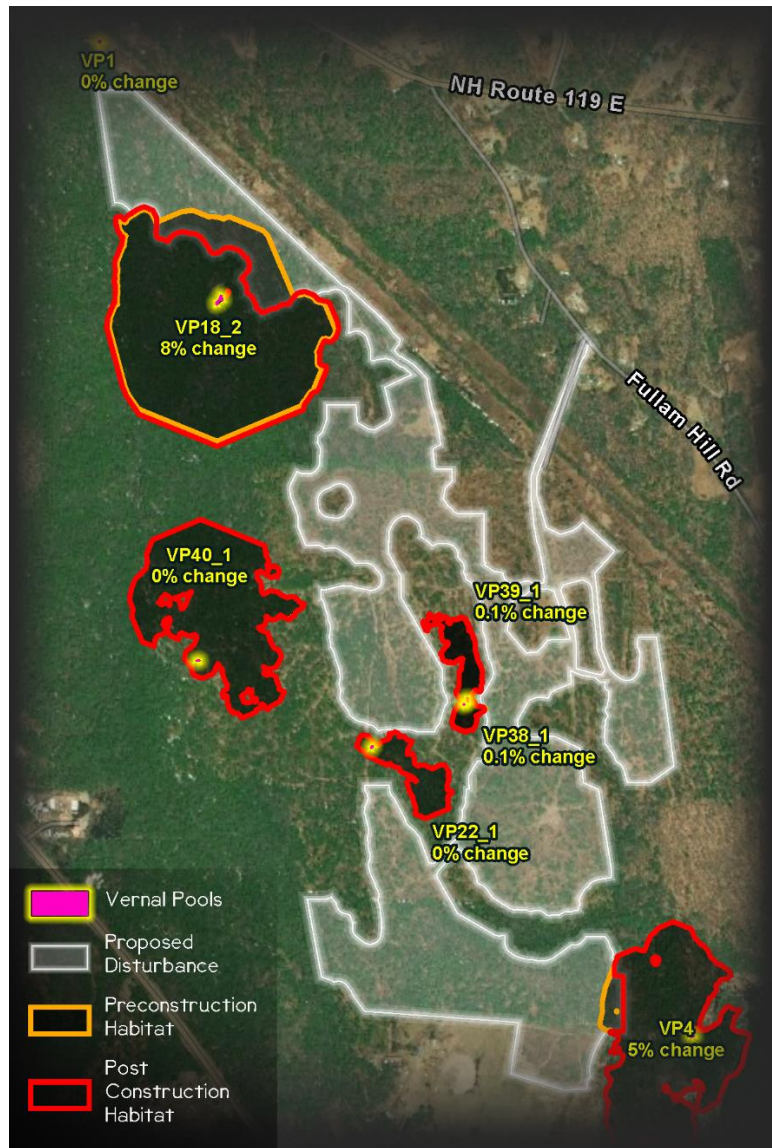 VP1
0% change
NH Route 119 E
VP18_2
8% change
Fullam Hill Rd
VP40_1
0% change
VP39_1
0.1% change
VP38_1
0.1% change
VP22_1
0% change
VP4
5% change
Vernal Pools
Proposed
Disturbance
Preconstruction
Habitat
Post
Construction
Habitat